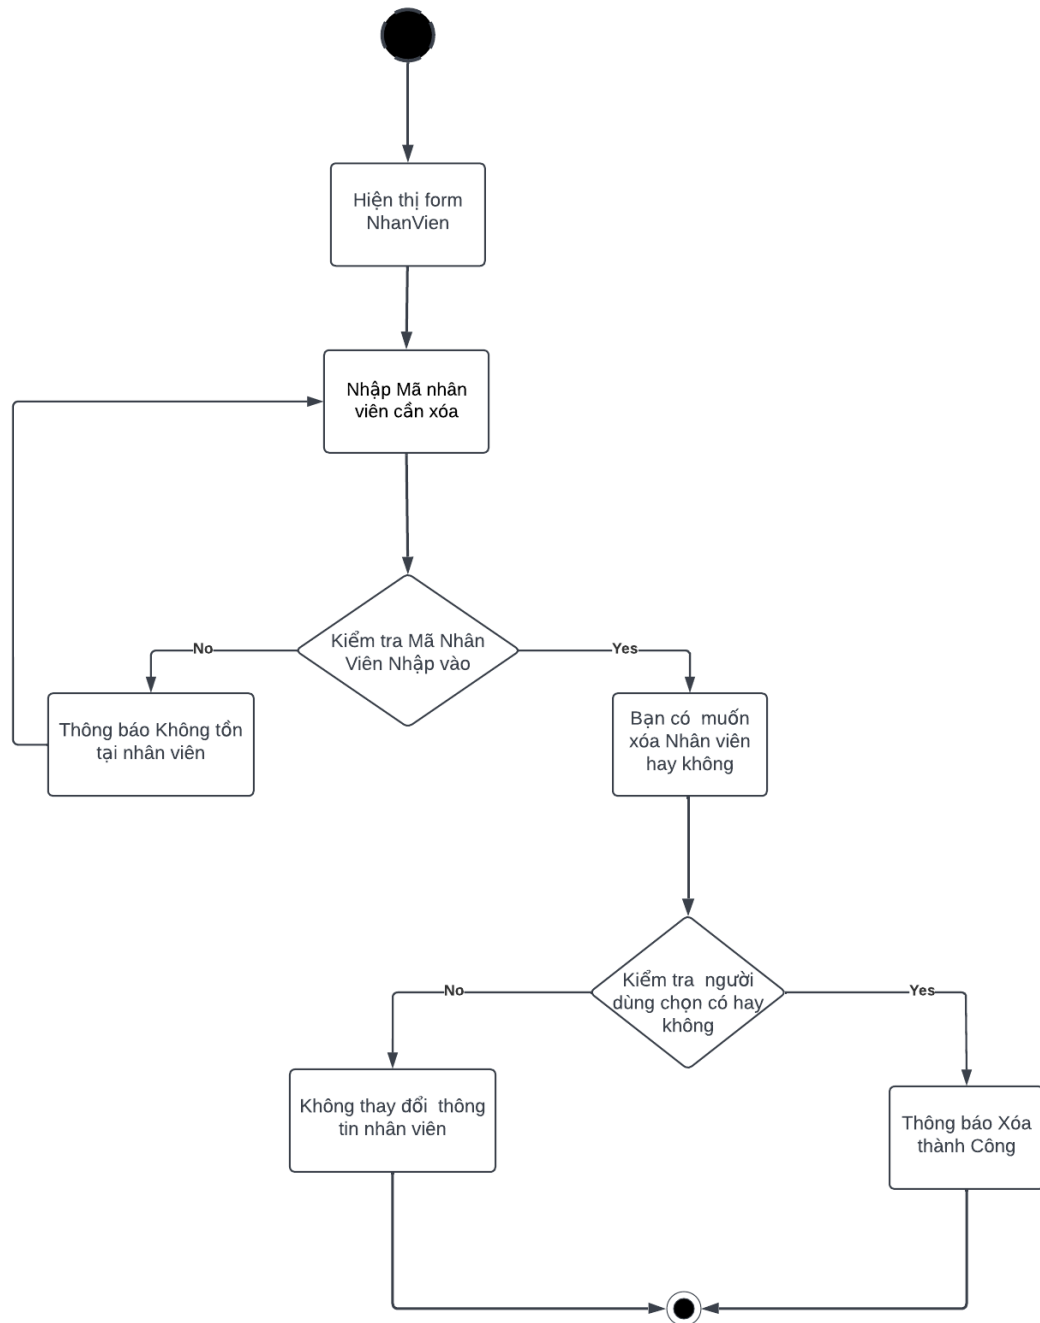 Hiện thị form
NhanVien
Nhập Mã nhân
viên cần xóa
Kiểm tra Mã Nhân
Viên Nhập vào
No
Yes
Thông báo Không tồn
tại nhân viên
Bạn có  muốn
xóa Nhân viên
hay không
Kiểm tra  người
dùng chọn có hay
không
No
Yes
Không thay đổi  thông
tin nhân viên
Thông báo Xóa
thành Công